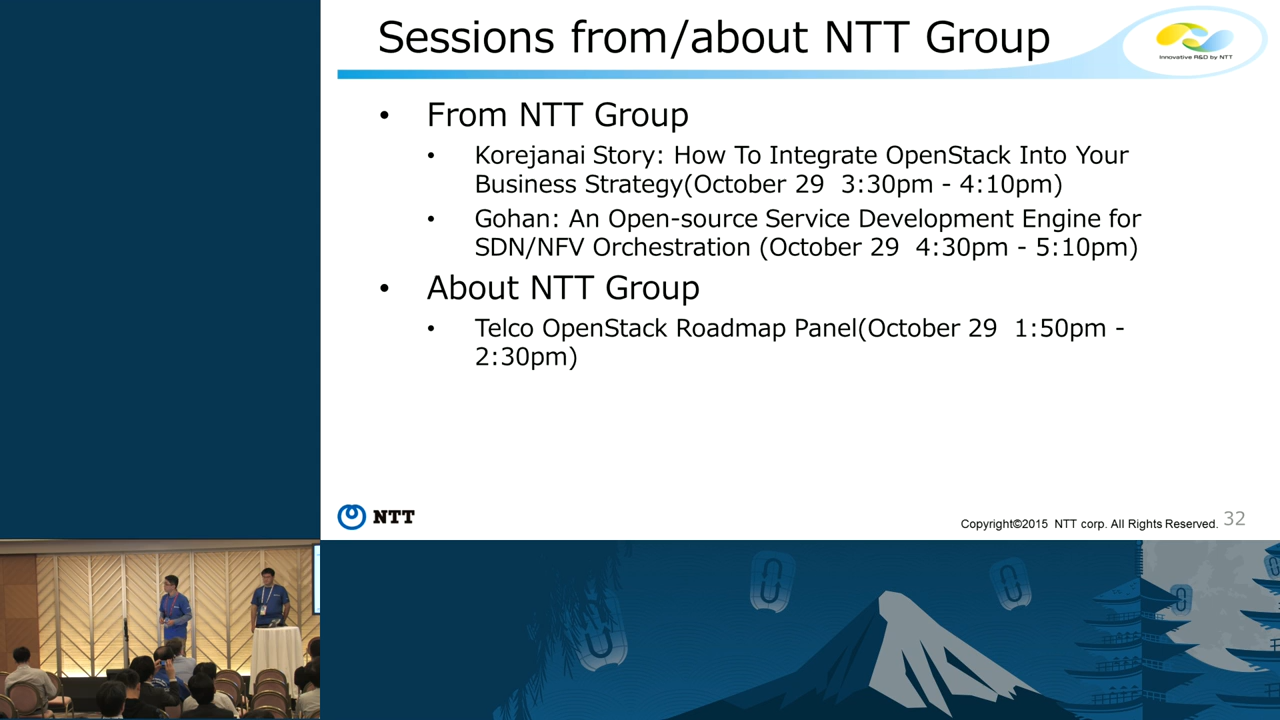 Sessions from/about NTT Group
Innovative R&D by NTT
• From NTT Group
• Korejanai Story: How To Integrate OpenStack Into Your
Business Strategy(October 29 3:30pm - 4:10pm)
• Gohan: An Open-source Service Development Engine for
SDN/NFV Orchestration (October 29 4:30pm - 5:10pm)
• About NTT Group
• Telco OpenStack Roadmap Panel(October 29 1:50pm -
2:30pm)
NTT
Copyright©2015 NTT corp. All Rights Reserved.
32